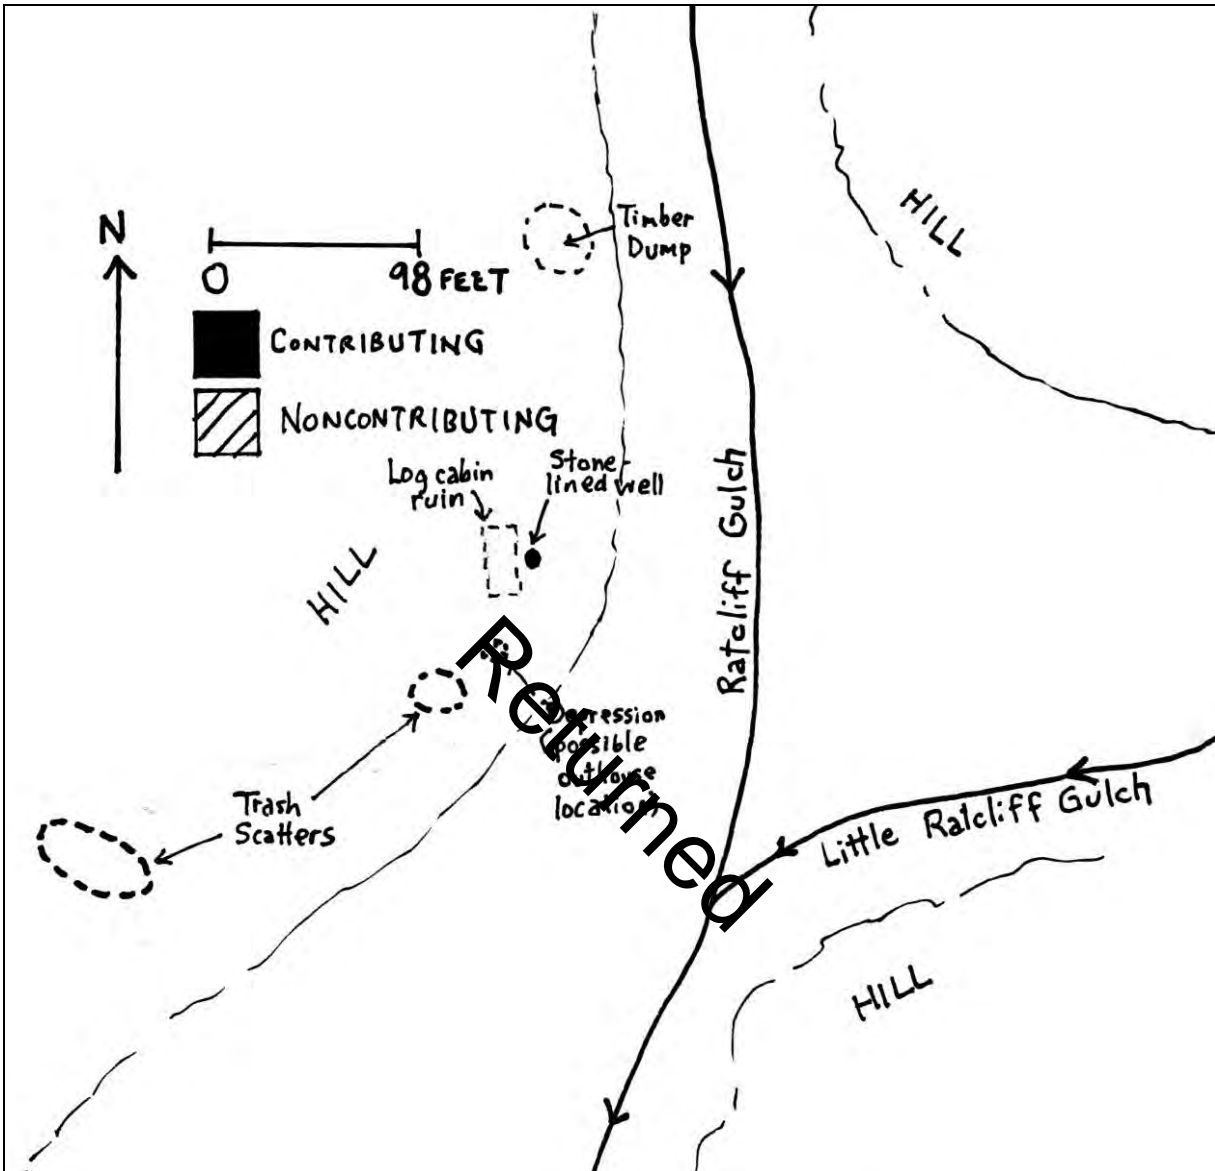 HILL
Timber
Dump
N
0 98 FEET
CONTRIBUTING
NONCONTRIBUTING
Log cabin
ruin
Stone-
lined well
Ratcliff Gulch
HILL
Returned
Depression
(possible
outhouse
location)
Trash
Scatters
Little Ratcliff Gulch
HILL